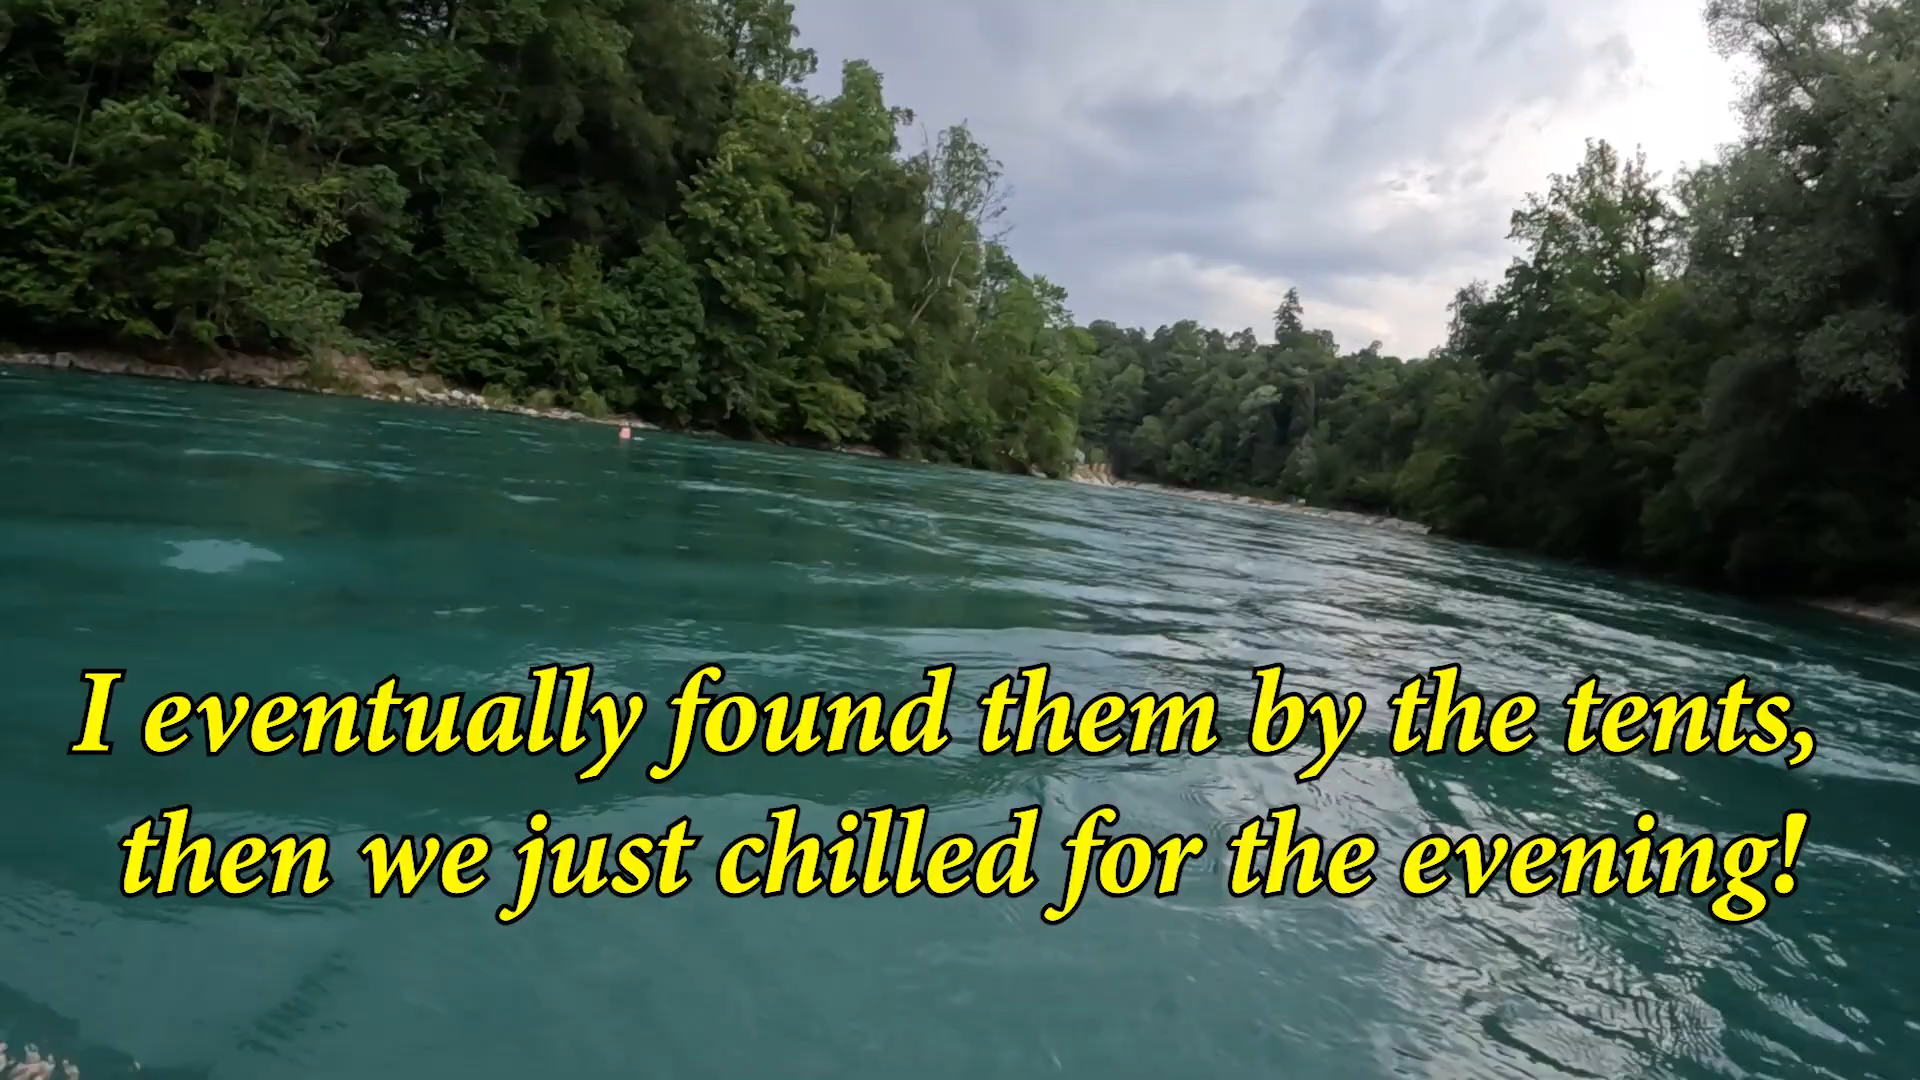 I eventually found them by the tents,
then we just chilled for the evening!